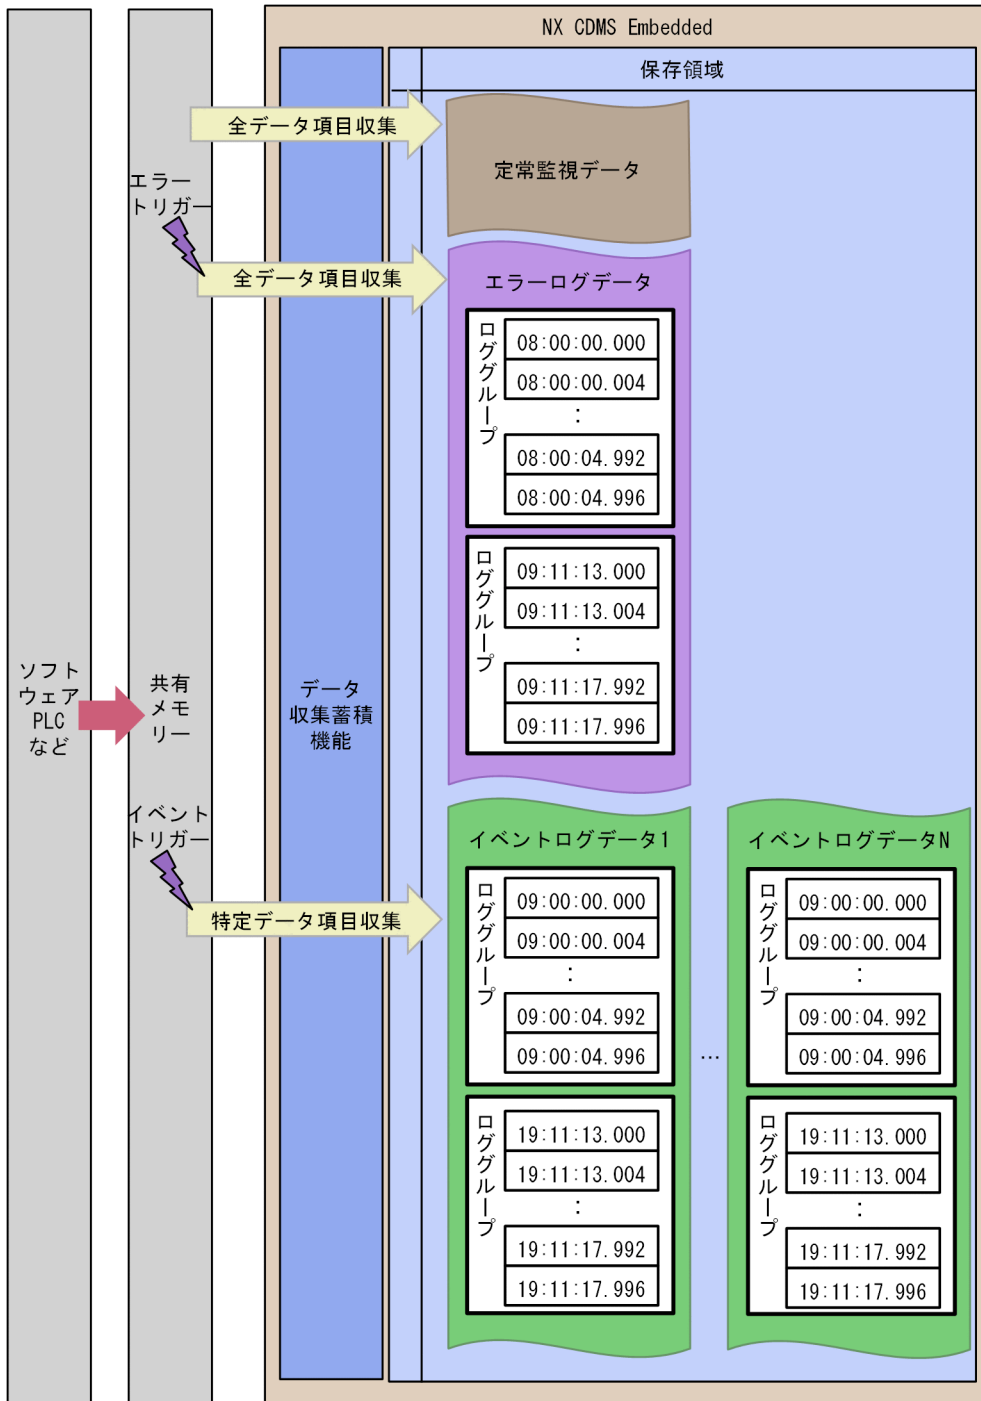 NX CDMS Embedded
保存領域
全データ項目収集
定常監視データ
エラー
トリガー
全データ項目収集
エラーログデータ
ロググループ
08:00:00.000
08:00:00.004
:
08:00:04.992
08:00:04.996
ロググループ
09:11:13.000
09:11:13.004
:
09:11:17.992
09:11:17.996
ソフト
ウェア
PLC
など
共有
メモ
リー
データ
収集蓄積
機能
イベント
トリガー
特定データ項目収集
イベントログデータ1
ロググループ
09:00:00.000
09:00:00.004
:
09:00:04.992
09:00:04.996
ロググループ
19:11:13.000
19:11:13.004
:
19:11:17.992
19:11:17.996
…
イベントログデータN
ロググループ
09:00:00.000
09:00:00.004
:
09:00:04.992
09:00:04.996
ロググループ
19:11:13.000
19:11:13.004
:
19:11:17.992
19:11:17.996